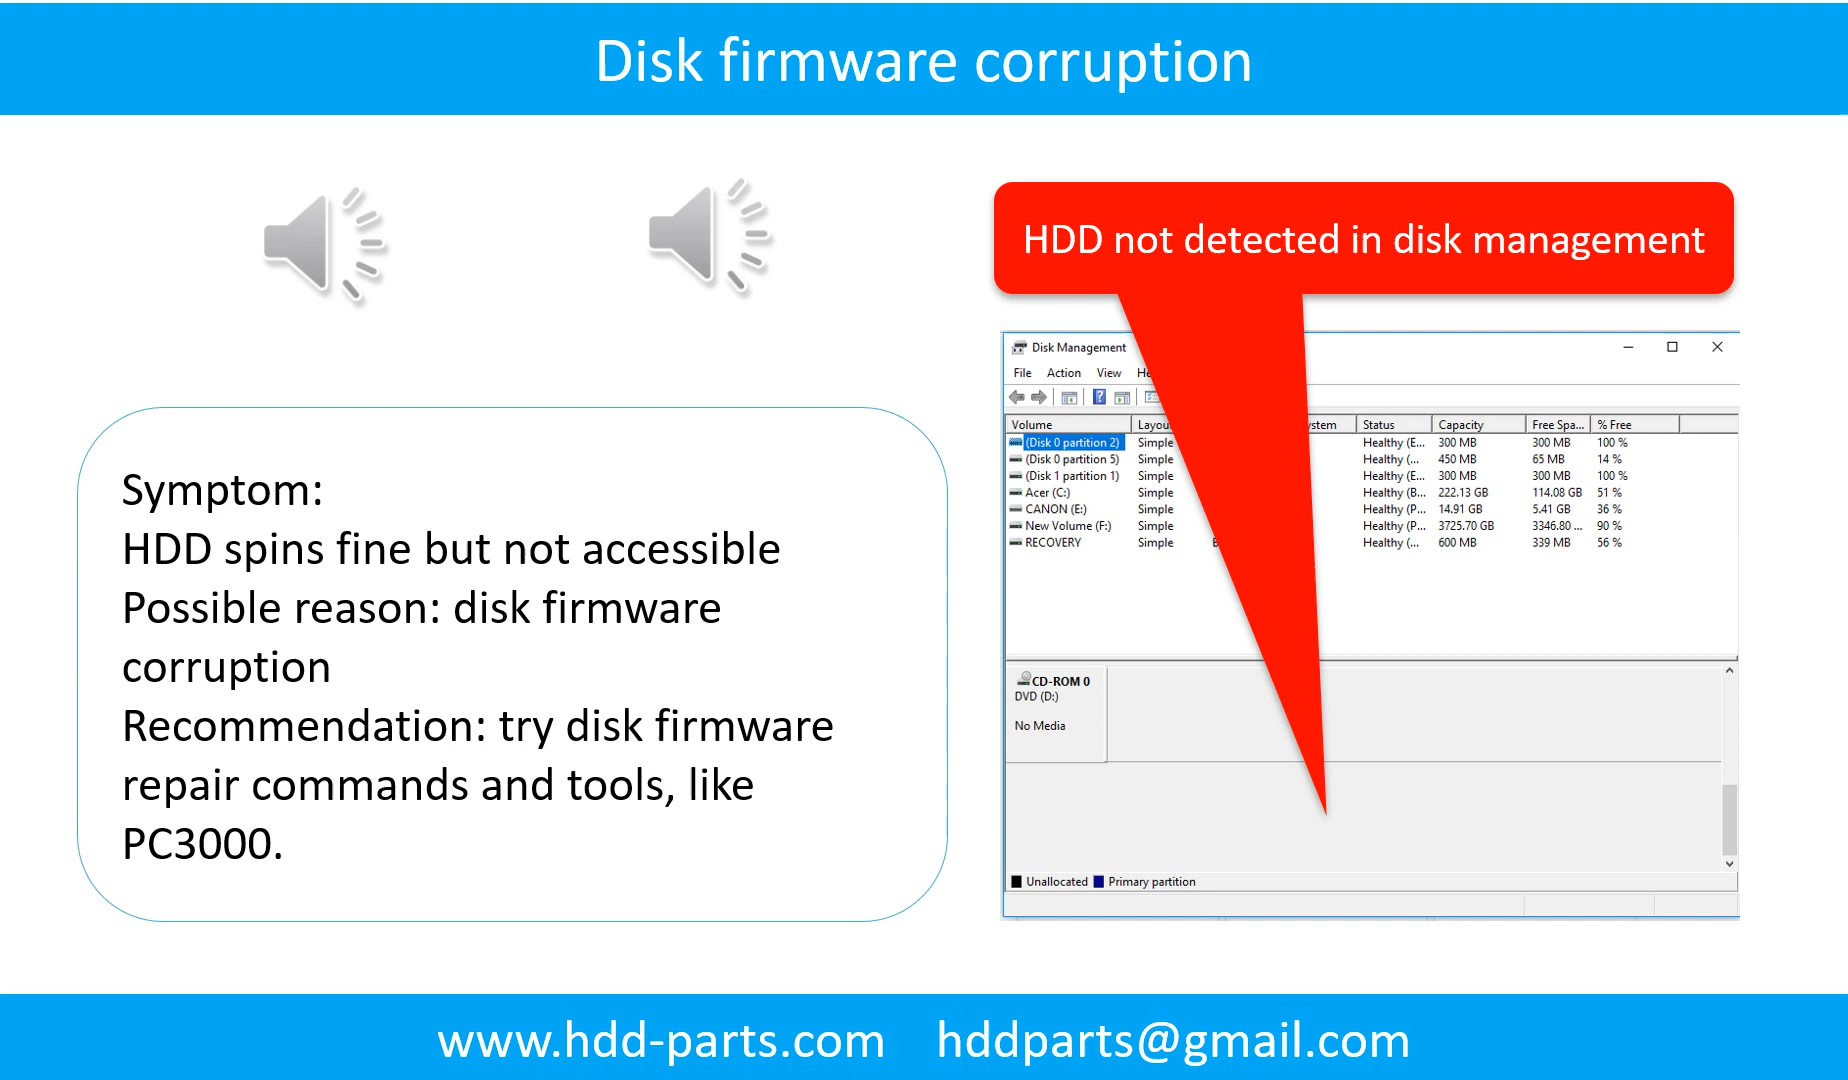 Disk firmware corruption
HDD not detected in disk management
Symptom:
HDD spins fine but not accessible
Possible reason: disk firmware
corruption
Recommendation: try disk firmware
repair commands and tools, like
PC3000.
Disk Management
File Action View
Volume Status Capacity Free Spa... % Free
(Disk 0 partition 2) Simple Healthy (E... 300 MB 300 MB 100 %
(Disk 0 partition 5) Simple Healthy (... 450 MB 65 MB 14 %
(Disk 1 partition 1) Simple Healthy (E... 300 MB 300 MB 100 %
Acer (C:) Simple Healthy (B... 222.13 GB 114.08 GB 51 %
CANON (E:) Simple Healthy (P... 14.91 GB 5.41 GB 36 %
New Volume (F:) Simple Healthy (P... 3725.70 GB 3346.80 ... 90 %
RECOVERY Simple Healthy (... 600 MB 339 MB 56 %
CD-ROM 0
DVD (D:)
No Media
Unallocated Primary partition
www.hdd-parts.com hddparts@gmail.com